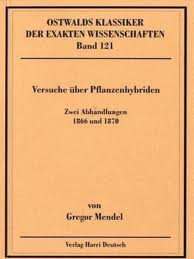 OSTWALDS KLASSIKER
DER EXAKTEN WISSENSCHAFTEN
Band 121
Versuche über Pflanzenhybriden
Zwei Abhandlungen
1866 und 1870
von
Gregor Mendel
Verlag Harri Deutsch